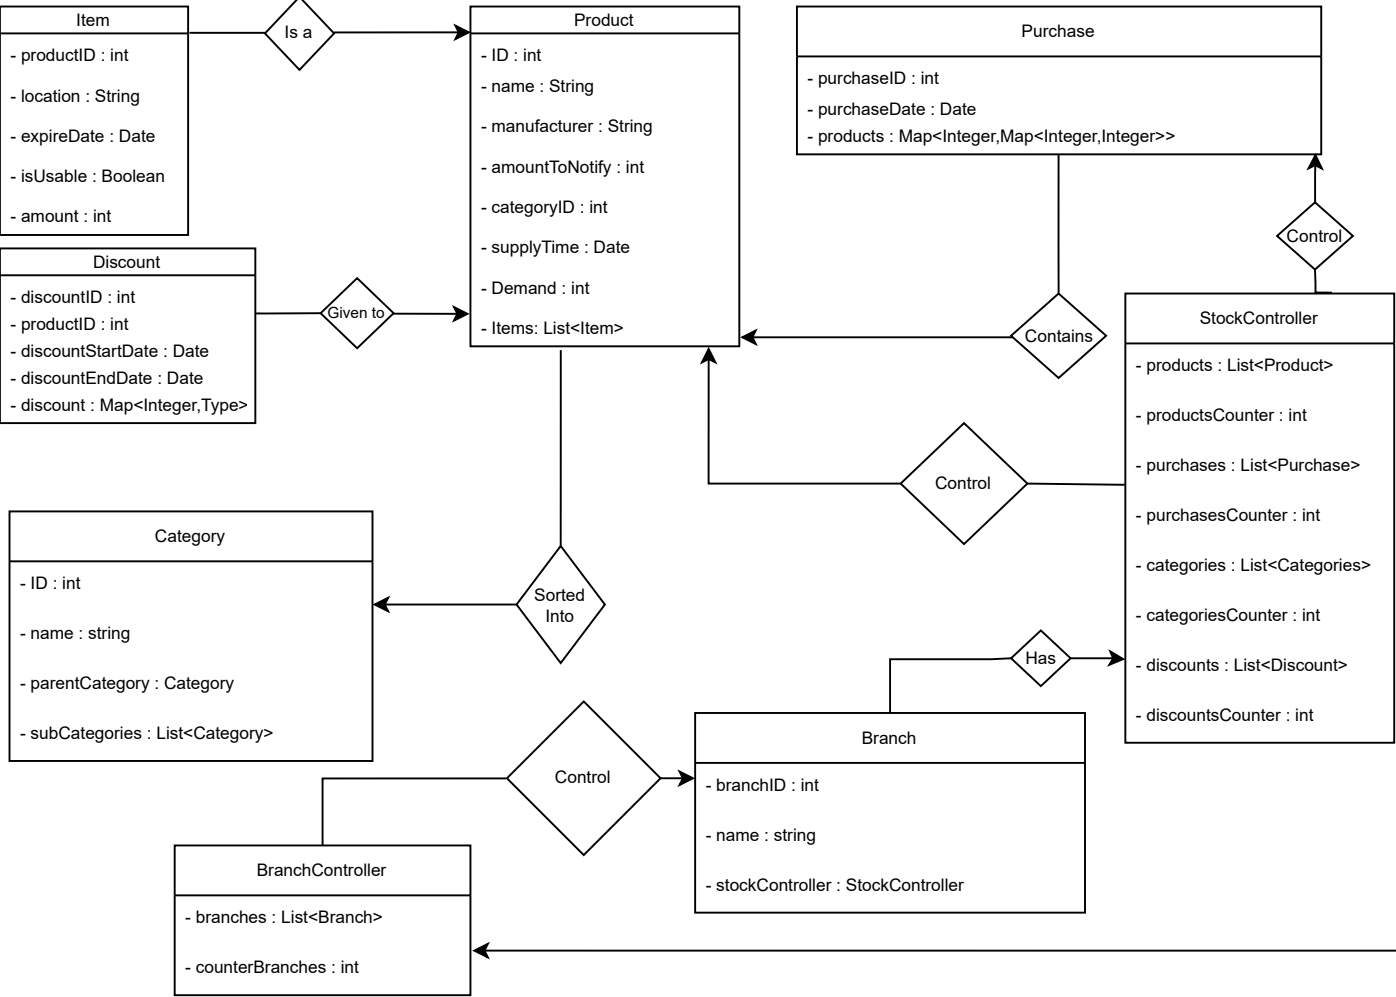 Item
- productID : int
- location : String
- expireDate : Date
- isUsable : Boolean
- amount : int
Is a
Product
- ID : int
- name : String
- manufacturer : String
- amountToNotify : int
- categoryID : int
- supplyTime : Date
- Demand : int
- Items: List<Item>
Purchase
- purchaseID : int
- purchaseDate : Date
- products : Map<Integer,Map<Integer,Integer>>
Control
Discount
- discountID : int
- productID : int
- discountStartDate : Date
- discountEndDate : Date
- discount : Map<Integer,Type>
Given to
Contains
StockController
- products : List<Product>
- productsCounter : int
- purchases : List<Purchase>
- purchasesCounter : int
- categories : List<Categories>
- categoriesCounter : int
- discounts : List<Discount>
- discountsCounter : int
Control
Category
- ID : int
- name : string
- parentCategory : Category
- subCategories : List<Category>
Sorted
Into
Has
Control
Branch
- branchID : int
- name : string
- stockController : StockController
BranchController
- branches : List<Branch>
- counterBranches : int